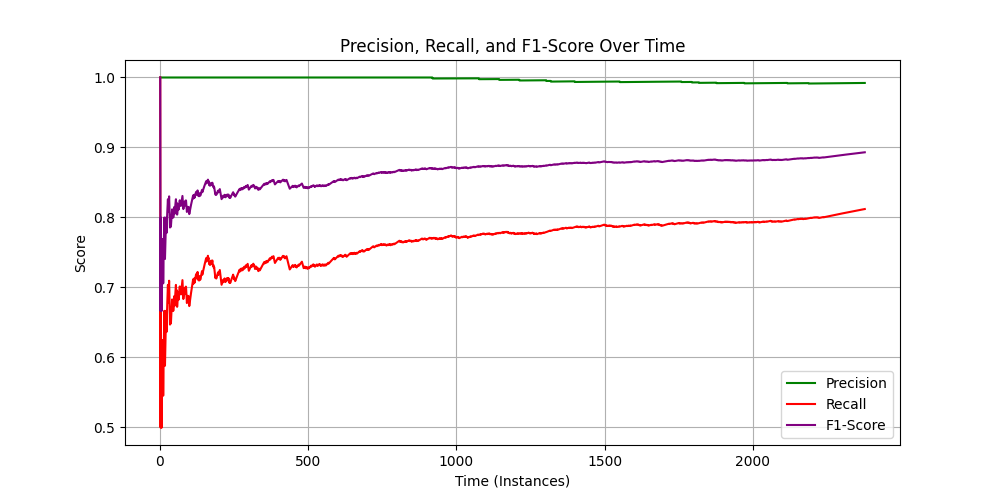 Precision, Recall, and F1-Score Over Time
1.0
0.9
0.8
0.7
0.6
0.5
Score
0
500
1000
1500
2000
Time (Instances)
Precision
Recall
F1-Score